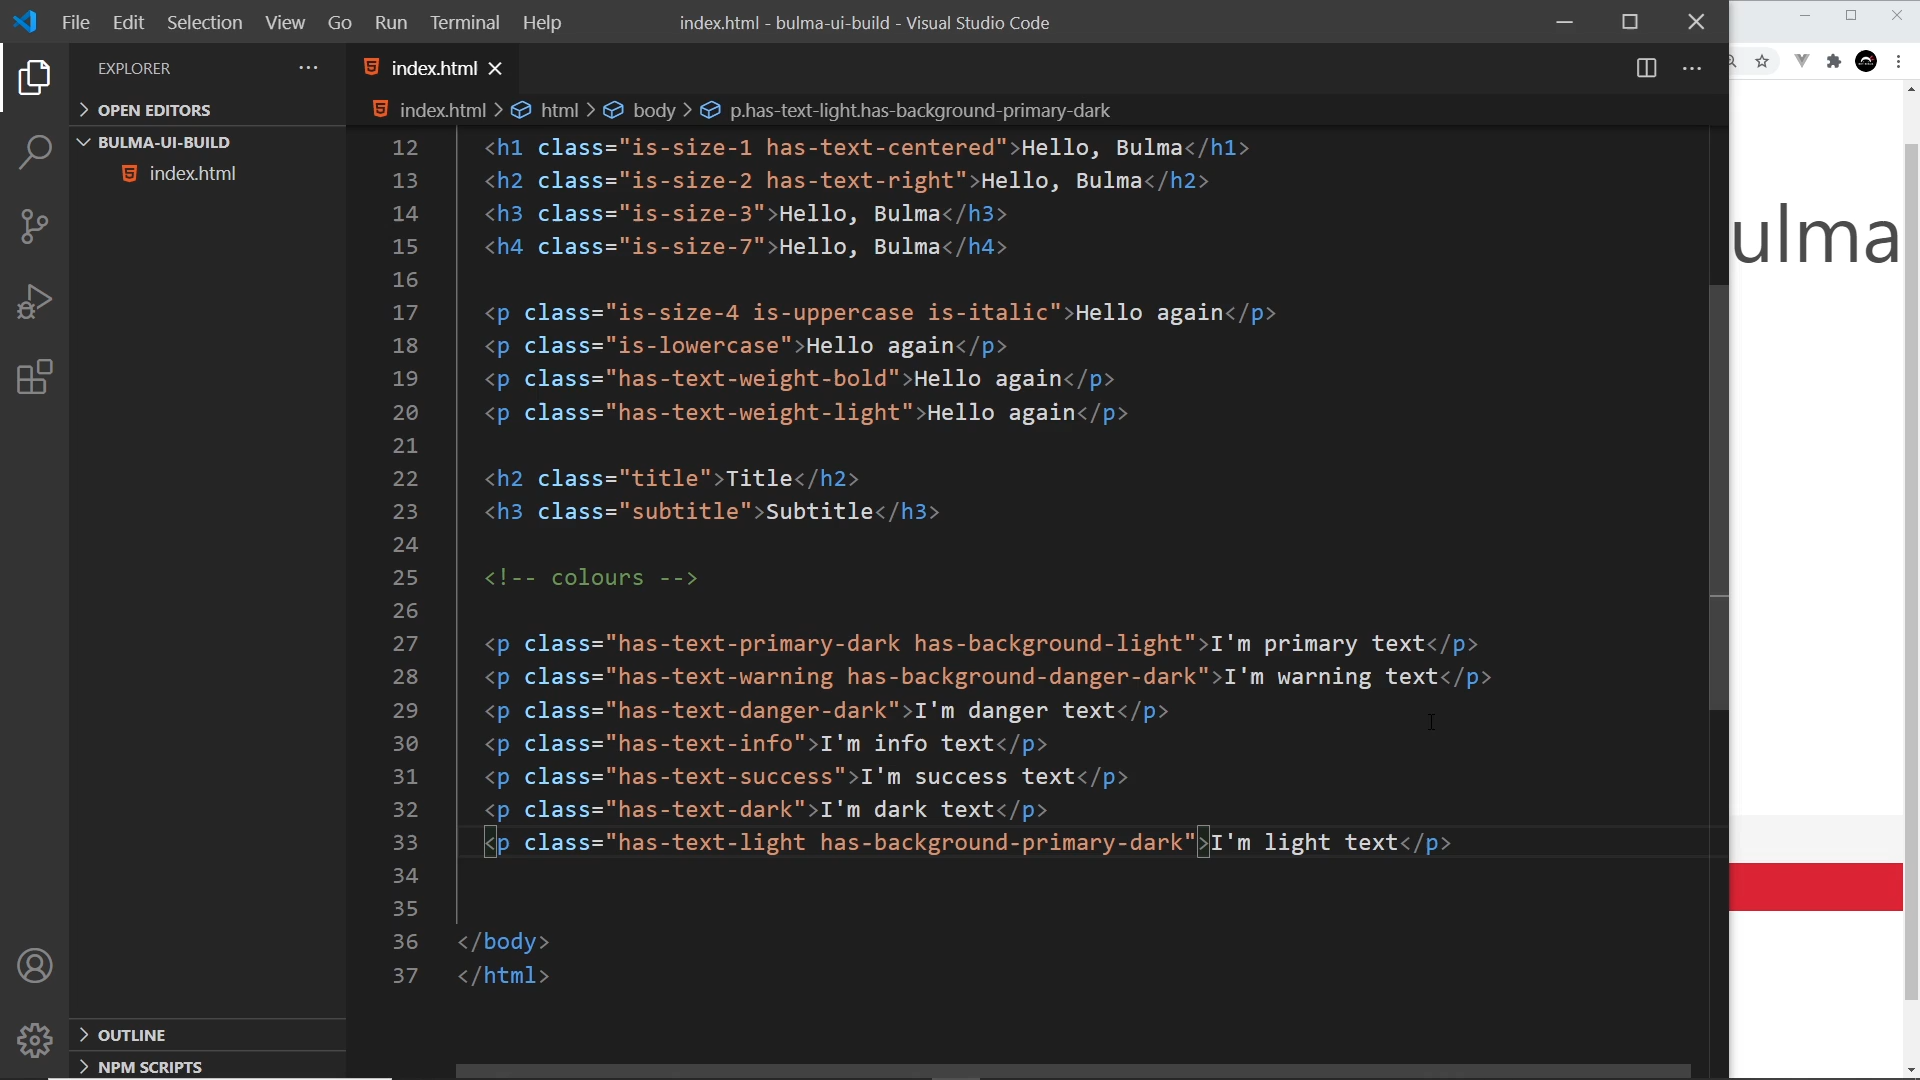 File Edit Selection View Go Run Terminal Help
index.html - bulma-ui-build - Visual Studio Code
EXPLORER
OPEN EDITORS
BULMA-UI-BUILD
index.html
OUTLINE
NPM SCRIPTS
index.html
index.html > html > body > p.has-text-light.has-background-primary-dark
12 <h1 class="is-size-1 has-text-centered">Hello, Bulma</h1>
13 <h2 class="is-size-2 has-text-right">Hello, Bulma</h2>
14 <h3 class="is-size-3">Hello, Bulma</h3>
15 <h4 class="is-size-7">Hello, Bulma</h4>
16
17 <p class="is-size-4 is-uppercase is-italic">Hello again</p>
18 <p class="is-lowercase">Hello again</p>
19 <p class="has-text-weight-bold">Hello again</p>
20 <p class="has-text-weight-light">Hello again</p>
21
22 <h2 class="title">Title</h2>
23 <h3 class="subtitle">Subtitle</h3>
24
25 <!-- colours -->
26
27 <p class="has-text-primary-dark has-background-light">I'm primary text</p>
28 <p class="has-text-warning has-background-danger-dark">I'm warning text</p>
29 <p class="has-text-danger-dark">I'm danger text</p>
30 <p class="has-text-info">I'm info text</p>
31 <p class="has-text-success">I'm success text</p>
32 <p class="has-text-dark">I'm dark text</p>
33 <p class="has-text-light has-background-primary-dark">I'm light text</p>
34
35
36 </body>
37 </html>
ulma